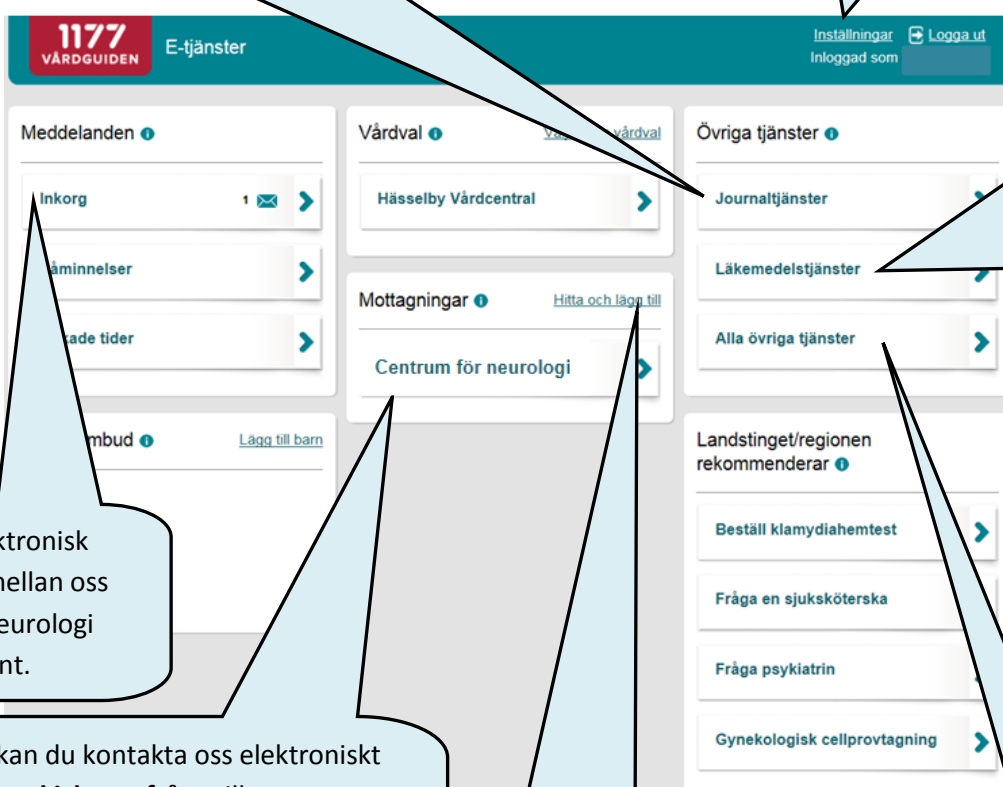 1177
VÅRDGUIDEN
E-tjänster
Inställningar
Logga ut
Inloggad som
Meddelanden
Inkorg
1
åminnelser
kade tider
mbud
Lägg till barn
ktronisk
nellan oss
eurologi
nt.
Vårdval
vårdval
Hässelby Vårdcentral
Mottagningar
Hitta och lägg till
Centrum för neurologi
kan du kontakta oss elektroniskt
Övriga tjänster
Journaltjänster
Läkemedelstjänster
Alla övriga tjänster
Landstinget/regionen
rekommenderar
Beställ klamydiahemtest
Fråga en sjuksköterska
Fråga psykiatrin
Gynekologisk cellprovtagning